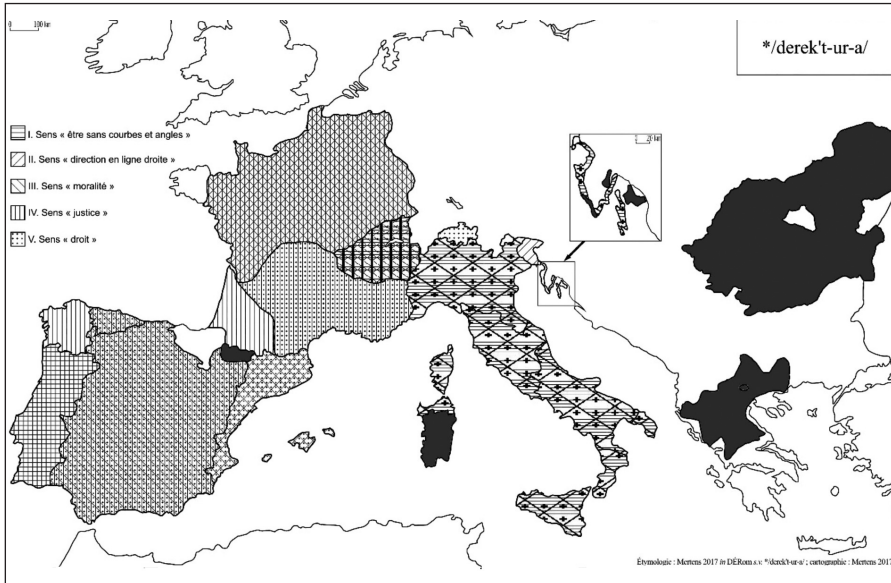 0 100 km
*/derek't-ur-a/
I. Sens « être sans courbes et angles »
II. Sens « direction en ligne droite »
III. Sens « moralité »
IV. Sens « justice »
V. Sens « droit »
0 20 km
Étymologie : Mertens 2017 in DÉRom s.v. */derek't-ur-a/ ; cartographie : Mertens 2017